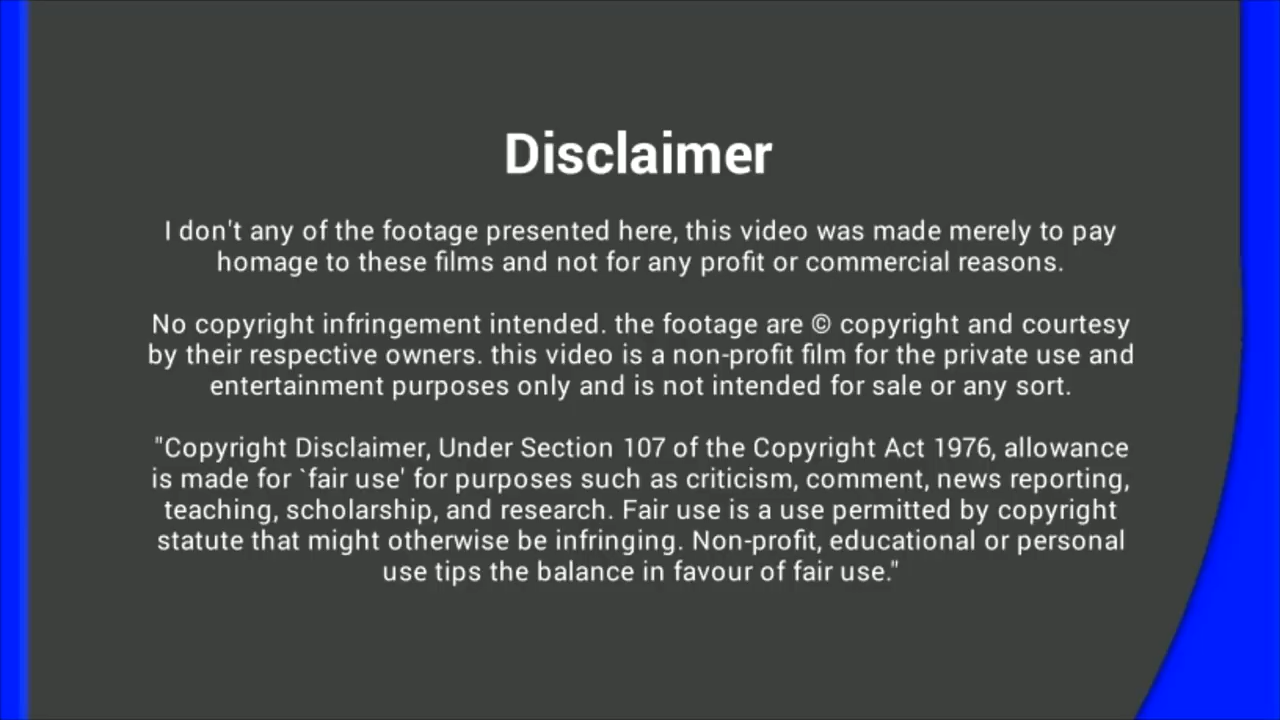 Disclaimer
I don't any of the footage presented here, this video was made merely to pay
homage to these films and not for any profit or commercial reasons.
No copyright infringement intended. the footage are © copyright and courtesy
by their respective owners. this video is a non-profit film for the private use and
entertainment purposes only and is not intended for sale or any sort.
"Copyright Disclaimer, Under Section 107 of the Copyright Act 1976, allowance
is made for `fair use' for purposes such as criticism, comment, news reporting,
teaching, scholarship, and research. Fair use is a use permitted by copyright
statute that might otherwise be infringing. Non-profit, educational or personal
use tips the balance in favour of fair use."